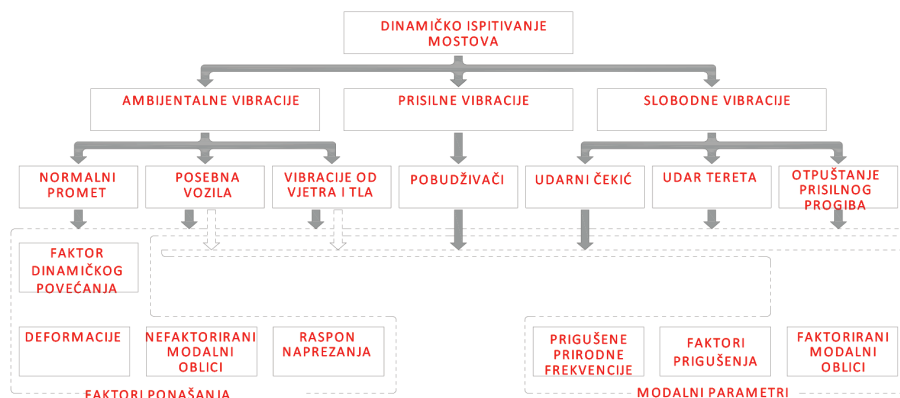 DINAMIČKO ISPITIVANJE
MOSTOVA
AMBIJENTALNE VIBRACIJE
PRISILNE VIBRACIJE
SLOBODNE VIBRACIJE
NORMALNI
PROMET
POSEBNA
VOZILA
VIBRACIJE OD
VJETRA I TLA
POBUDŽIVAČI
UDARNI ČEKIĆ
UDAR TERETA
OTPUŠTANJE
PRISILNOG
PROGIBA
FAKTOR
DINAMIČKOG
POVEĆANJA
DEFORMACIJE
NEFAKTORIRANI
MODALNI
OBLICI
RASPON
NAPREZANJA
PRIGUŠENE
PRIRODNE
FREKVENCIJE
FAKTORI
PRIGUŠENJA
FAKTORIRANI
MODALNI
OBLICI
FAKTORI PONAŠANJA
MODALNI PARAMETRI